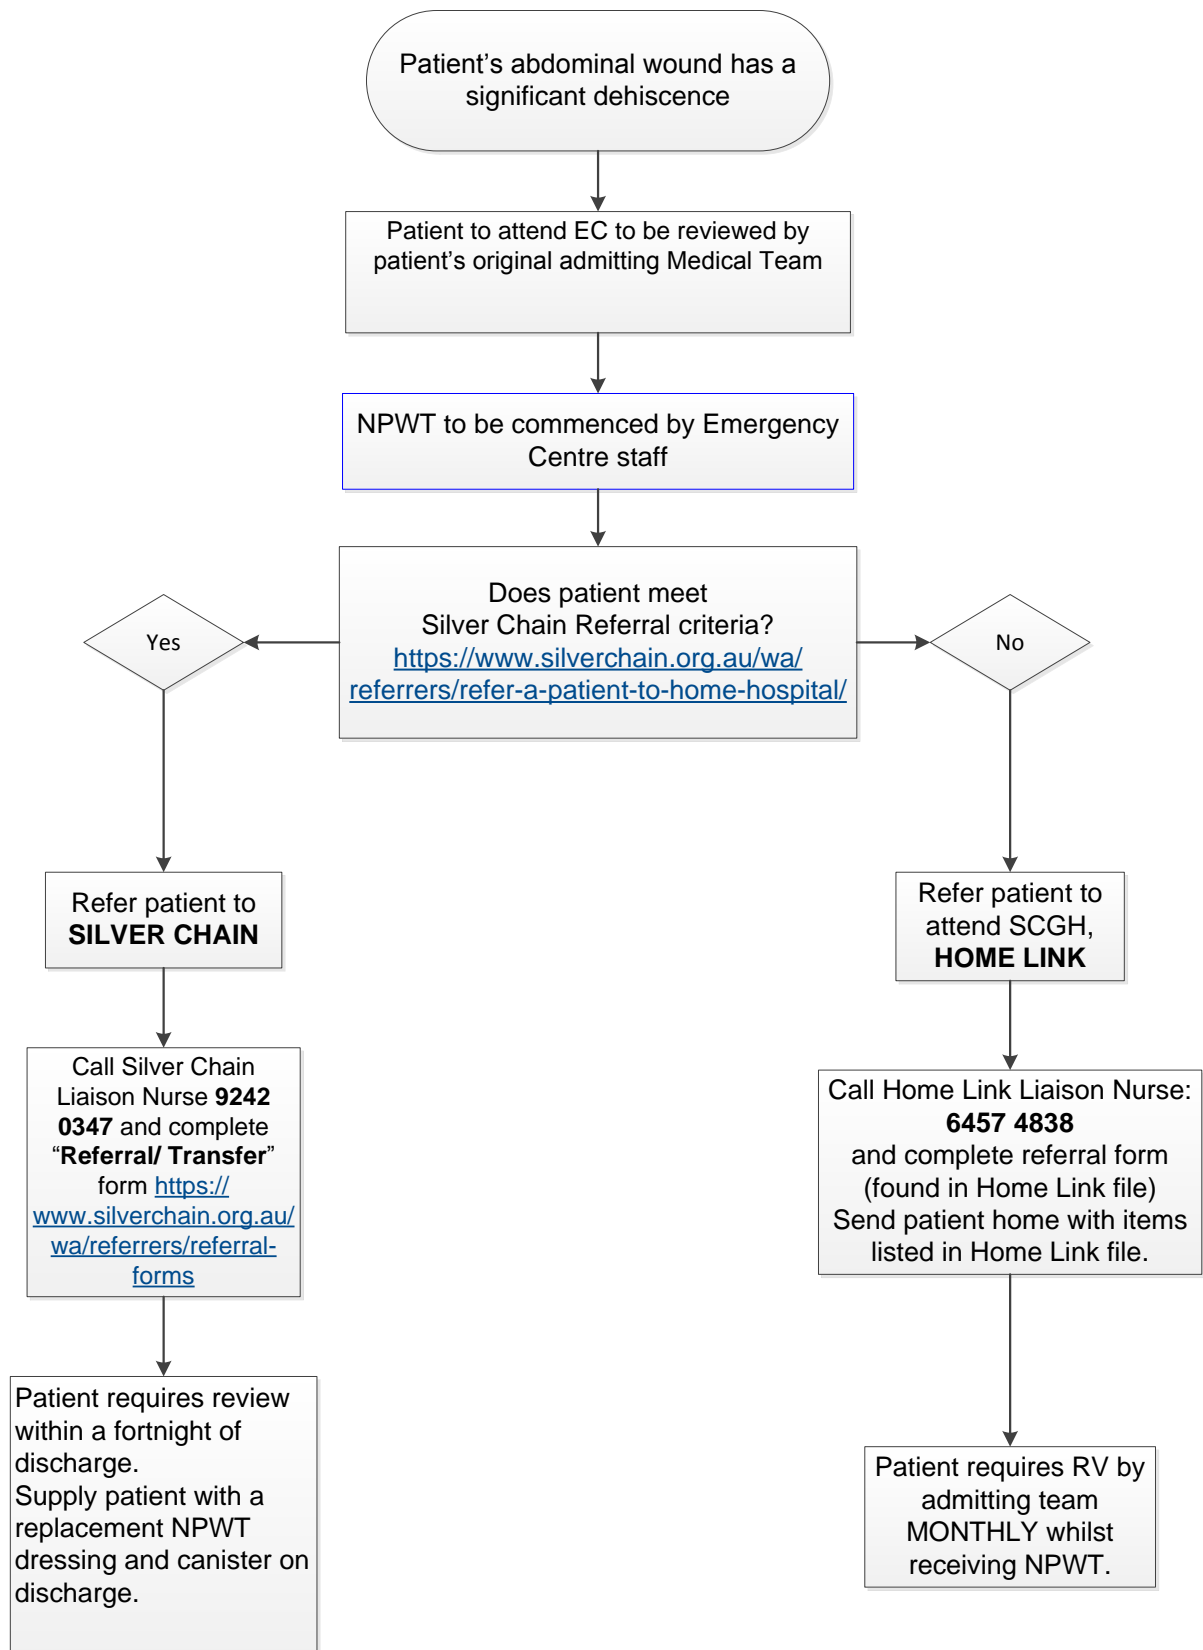 Patient's abdominal wound has a
significant dehiscence
Patient to attend EC to be reviewed by
patient's original admitting Medical Team
NPWT to be commenced by Emergency
Centre staff
Does patient meet
Silver Chain Referral criteria?
https://www.silverchain.org.au/wa/
referrers/refer-a-patient-to-home-hospital/
Yes
No
Refer patient to
SILVER CHAIN
Call Silver Chain
Liaison Nurse 9242
0347 and complete
“Referral/ Transfer”
form https://
www.silverchain.org.au/
wa/referrers/referral-
forms
Patient requires review
within a fortnight of
discharge.
Supply patient with a
replacement NPWT
dressing and canister on
discharge.
Refer patient to
attend SCGH,
HOME LINK
Call Home Link Liaison Nurse:
6457 4838
and complete referral form
(found in Home Link file)
Send patient home with items
listed in Home Link file.
Patient requires RV by
admitting team
MONTHLY whilst
receiving NPWT.